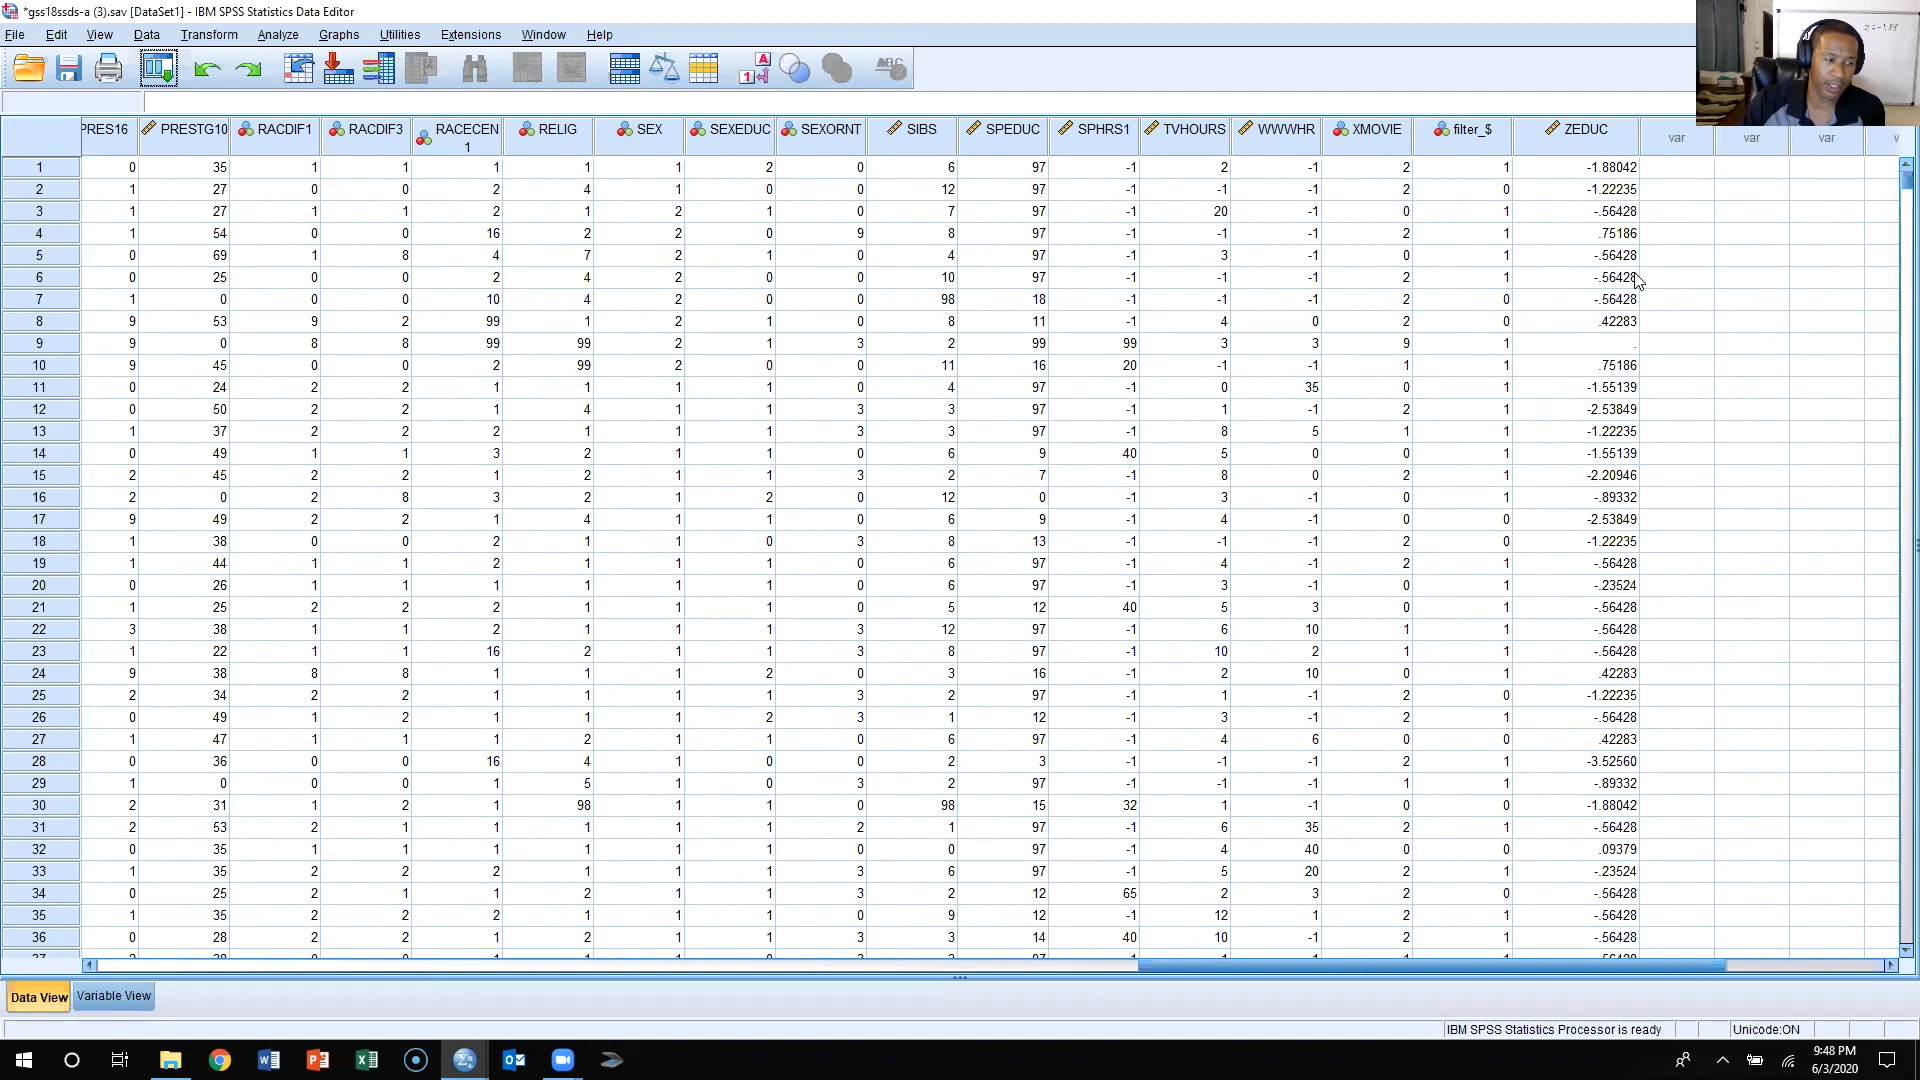 *gss18ssds-a (3).sav [DataSet1] - IBM SPSS Statistics Data Editor
File Edit View Data Transform Analyze Graphs Utilities Extensions Window Help
PRES16 PRESTG10 RACDIF1 RACDIF3 RACECEN1 RELIG SEX SEXEDUC SEXORNT SIBS SPEDUC SPHRS1 TVHOURS WWWHR XMOVIE filter_$ ZEDUC var var var
1 0 35 1 1 1 1 1 2 0 6 97 -1 2 -1 2 1 -1.88042
2 1 27 0 0 2 4 1 0 0 12 97 -1 -1 -1 2 0 -1.22235
3 1 27 1 1 2 1 2 1 0 7 97 -1 20 -1 0 1 -.56428
4 1 54 0 0 16 2 2 0 9 8 97 -1 -1 -1 2 1 .75186
5 0 69 1 8 4 7 2 1 0 4 97 -1 3 -1 0 1 -.56428
6 0 25 0 0 2 4 2 0 0 10 97 -1 -1 -1 2 1 -.56428
7 1 0 0 0 10 4 2 0 0 98 18 -1 -1 -1 2 0 -.56428
8 9 53 9 2 99 1 2 1 0 8 11 -1 4 0 2 0 .42283
9 9 0 8 8 99 99 2 1 3 2 99 99 3 3 9 1 .
10 9 45 0 0 2 99 2 0 0 11 16 20 -1 -1 1 1 .75186
11 0 24 2 2 1 1 1 1 0 4 97 -1 0 35 0 1 -1.55139
12 0 50 2 2 1 4 1 1 3 3 97 -1 1 -1 2 1 -2.53849
13 1 37 2 2 2 1 1 1 3 3 97 -1 8 5 1 1 -1.22235
14 0 49 1 1 3 2 1 1 0 6 9 40 5 0 0 1 -1.55139
15 2 45 2 2 1 2 1 1 3 2 7 -1 8 0 2 1 -2.20946
16 2 0 2 8 3 2 1 2 0 12 0 -1 3 -1 0 1 -.89332
17 9 49 2 2 1 4 1 1 0 6 9 -1 4 -1 0 0 -2.53849
18 1 38 0 0 2 1 1 0 3 8 13 -1 -1 -1 2 0 -1.22235
19 1 44 1 1 2 1 1 1 0 6 97 -1 4 -1 2 1 -.56428
20 0 26 1 1 1 1 1 1 0 6 97 -1 3 -1 0 1 -.23524
21 1 25 2 2 2 1 1 1 0 5 12 40 5 3 0 1 -.56428
22 3 38 1 1 2 1 1 1 3 12 97 -1 6 10 1 1 -.56428
23 1 22 1 1 16 2 1 1 3 8 97 -1 10 2 1 1 -.56428
24 9 38 8 8 1 1 1 2 0 3 16 -1 2 10 0 1 .42283
25 2 34 2 2 1 1 1 1 3 2 97 -1 1 -1 2 0 -1.22235
26 0 49 1 2 1 1 1 2 3 1 12 -1 3 -1 2 1 -.56428
27 1 47 1 1 1 2 1 1 0 6 97 -1 4 6 0 0 .42283
28 0 36 0 0 16 4 1 0 0 2 3 -1 -1 -1 2 1 -3.52560
29 1 0 0 0 1 5 1 0 3 2 97 -1 -1 -1 1 1 -.89332
30 2 31 1 2 1 98 1 1 0 98 15 32 1 -1 0 0 -1.88042
31 2 53 2 1 1 1 1 1 2 1 97 -1 6 35 2 1 -.56428
32 0 35 1 1 1 1 1 1 0 0 97 -1 4 40 0 0 .09379
33 1 35 2 2 2 1 1 1 3 6 97 -1 5 20 2 1 -.23524
34 0 25 2 1 1 2 1 1 3 2 12 65 2 3 2 0 -.56428
35 1 35 2 2 2 1 1 1 0 9 12 -1 12 1 2 1 -.56428
36 0 28 2 2 1 2 1 1 3 3 14 40 10 -1 2 1 -.56428
Data View Variable View
IBM SPSS Statistics Processor is ready Unicode:ON
9:48 PM
6/3/2020